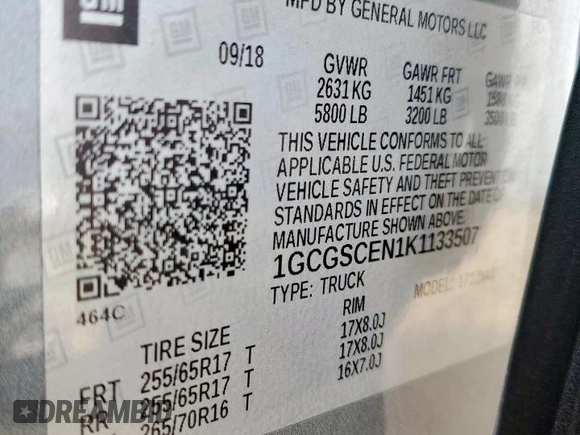 GM
MFD BY GENERAL MOTORS LLC
09/18
GVWR GAWR FRT
2631 KG 1451 KG
5800 LB 3200 LB
THIS VEHICLE CONFORMS TO ALL
APPLICABLE U.S. FEDERAL MOTOR
VEHICLE SAFETY AND THEFT PREVENTION
STANDARDS IN EFFECT ON THE DATE OF
MANUFACTURE SHOWN ABOVE.
1GCGSCEN1K1133507
TYPE: TRUCK MODEL:
464C
TIRE SIZE RIM
FRT 255/65R17 T 17X8.0J
RR 255/65R17 T 17X8.0J
265/70R16 T 16X7.0J
DREAMBID